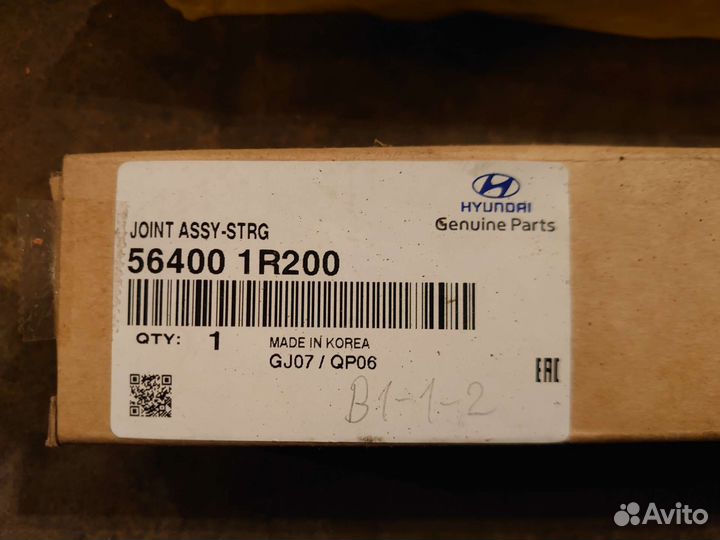 HYUNDAI
Genuine Parts
JOINT ASSY-STRG
56400 1R200
QTY: 1
MADE IN KOREA
GJ07 / QP06
EAC
B1-1-2
Avito